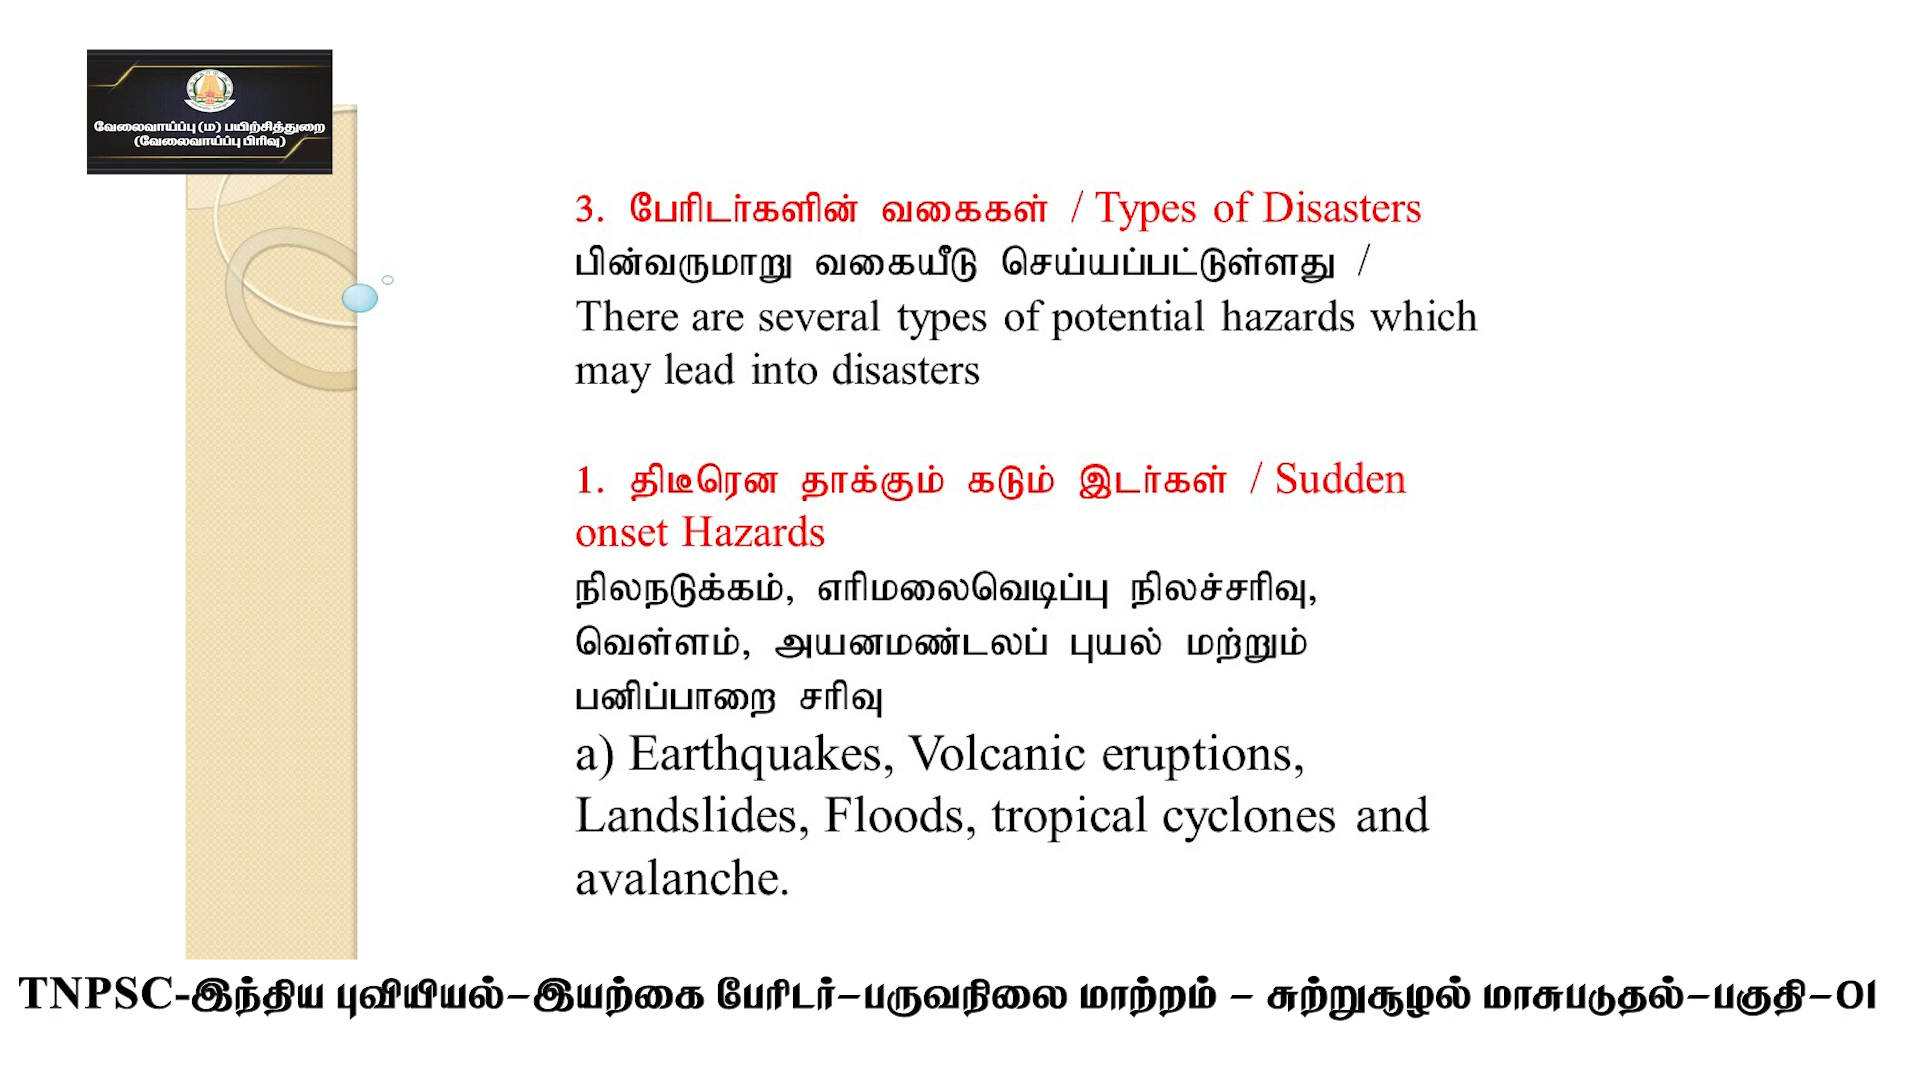 வேலைவாய்ப்பு (ம) பயிற்சித்துறை
(வேலைவாய்ப்பு பிரிவு)
3. பேரிடர்களின் வகைகள் / Types of Disasters
பின்வருமாறு வகையீடு செய்யப்பட்டுள்ளது /
There are several types of potential hazards which
may lead into disasters
1. திடீரென தாக்கும் கடும் இடர்கள் / Sudden
onset Hazards
நிலநடுக்கம், எரிமலைவெடிப்பு நிலச்சரிவு,
வெள்ளம், அயனமண்டலப் புயல் மற்றும்
பனிப்பாறை சரிவு
a) Earthquakes, Volcanic eruptions,
Landslides, Floods, tropical cyclones and
avalanche.
TNPSC-இந்திய புவியியல்–இயற்கை பேரிடர்–பருவநிலை மாற்றம் – சுற்றுசூழல் மாசுபடுதல்–பகுதி–01